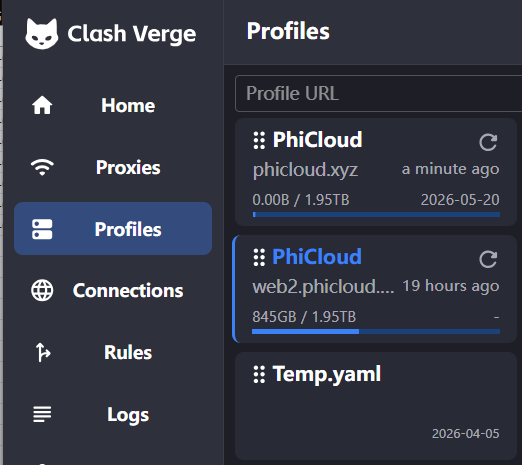 Clash Verge
Profiles
Home
Proxies
Profiles
Connections
Rules
Logs
Profile URL
PhiCloud
phicloud.xyz a minute ago
0.00B / 1.95TB 2026-05-20
PhiCloud
web2.phicloud.... 19 hours ago
845GB / 1.95TB -
Temp.yaml
2026-04-05